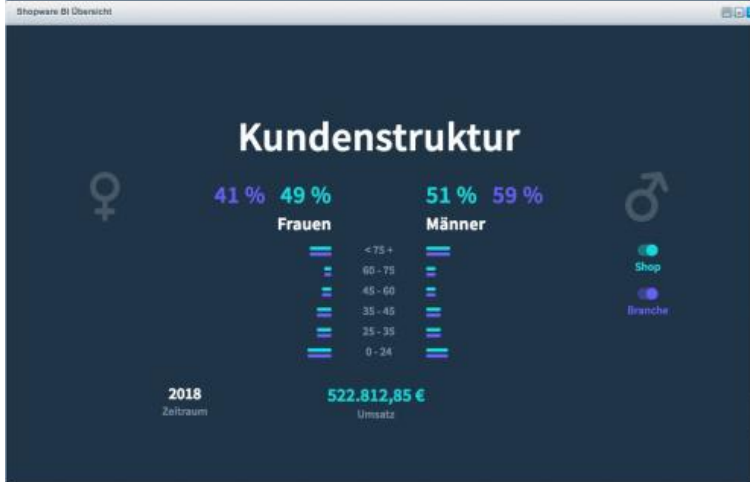 Shopware BI Übersicht
Kundenstruktur
41 % 49 % 51 % 59 %
Frauen Männer
< 75 +
60 - 75
45 - 60
35 - 45
25 - 35
0 - 24
Shop
Branche
2018 522.812,85 €
Zeitraum Umsatz